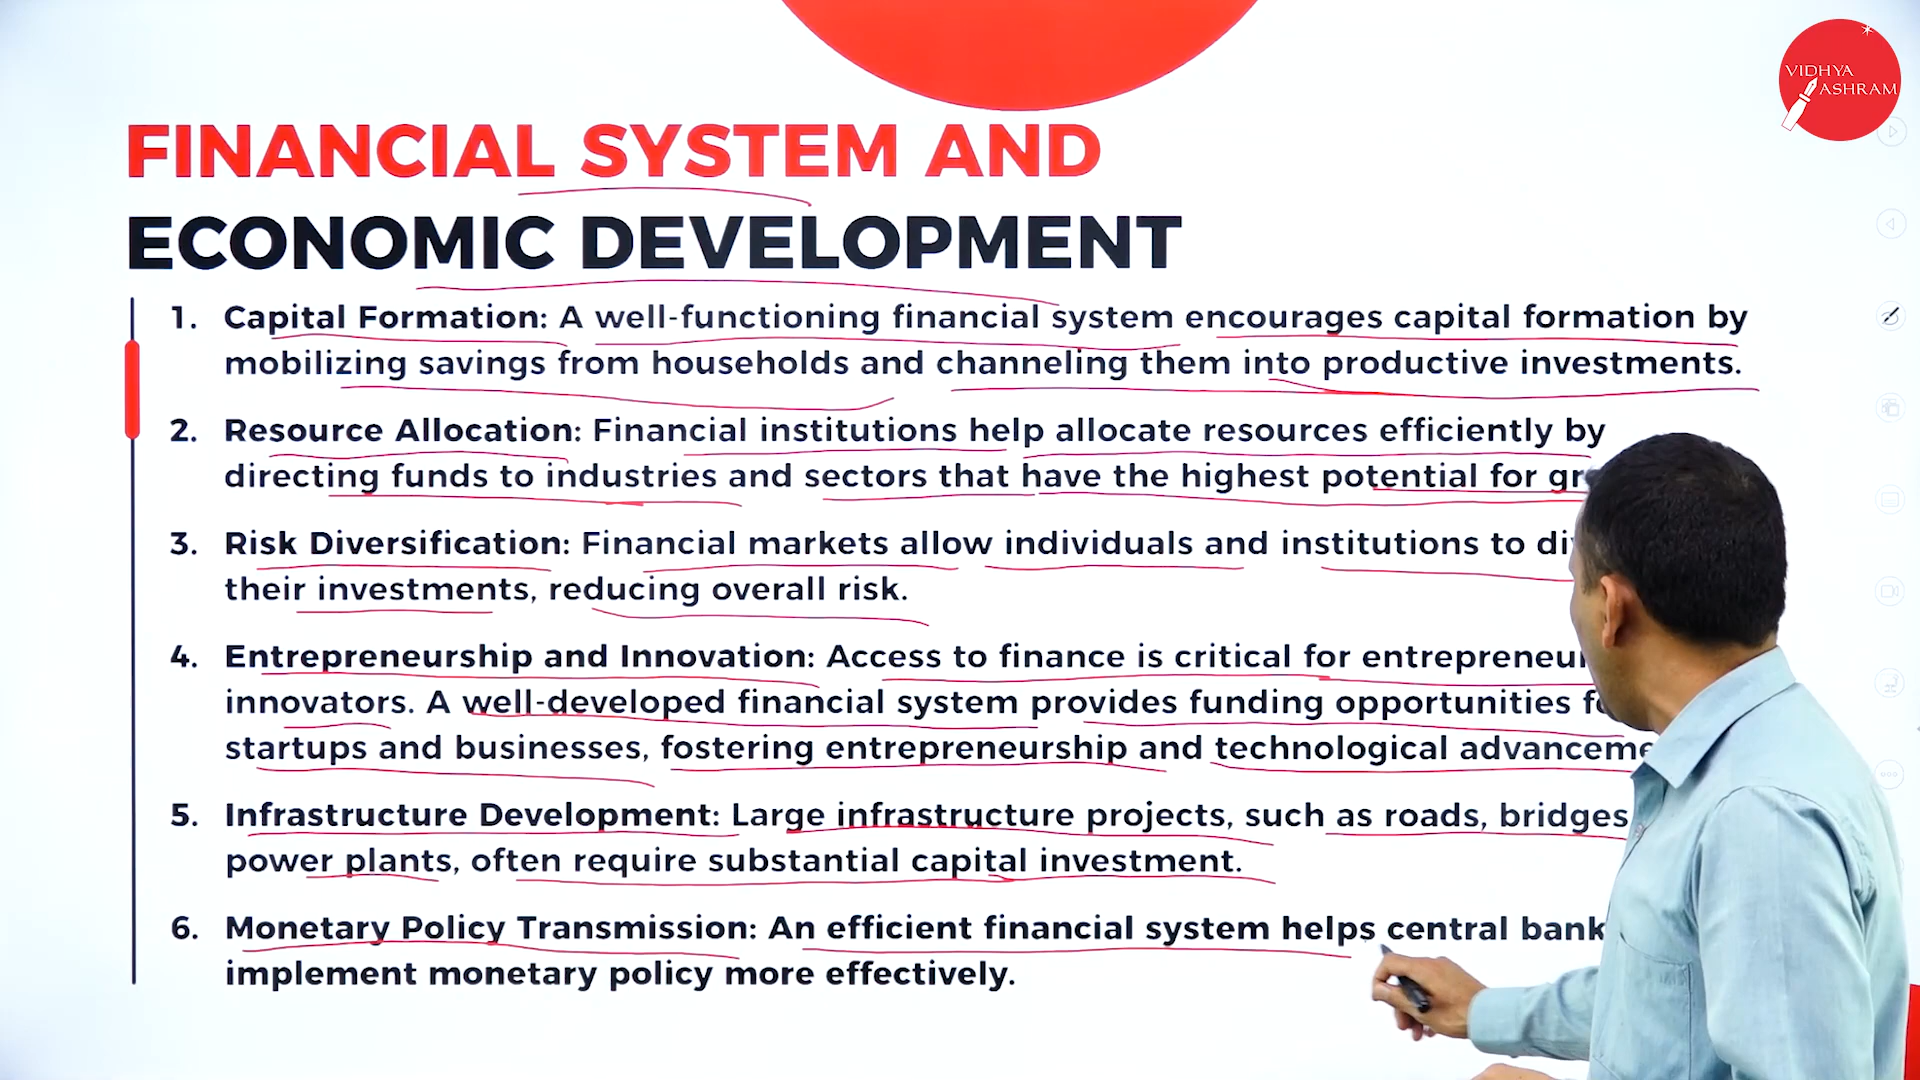 VIDHYA
ASHRAM
FINANCIAL SYSTEM AND
ECONOMIC DEVELOPMENT
1. Capital Formation: A well-functioning financial system encourages capital formation by
mobilizing savings from households and channeling them into productive investments.
2. Resource Allocation: Financial institutions help allocate resources efficiently by
directing funds to industries and sectors that have the highest potential for
3. Risk Diversification: Financial markets allow individuals and institutions to
their investments, reducing overall risk.
4. Entrepreneurship and Innovation: Access to finance is critical for
innovators. A well-developed financial system provides funding opportunities
startups and businesses, fostering entrepreneurship and technological
5. Infrastructure Development: Large infrastructure projects, such as roads, bridges
power plants, often require substantial capital investment.
6. Monetary Policy Transmission: An efficient financial system helps central
implement monetary policy more effectively.